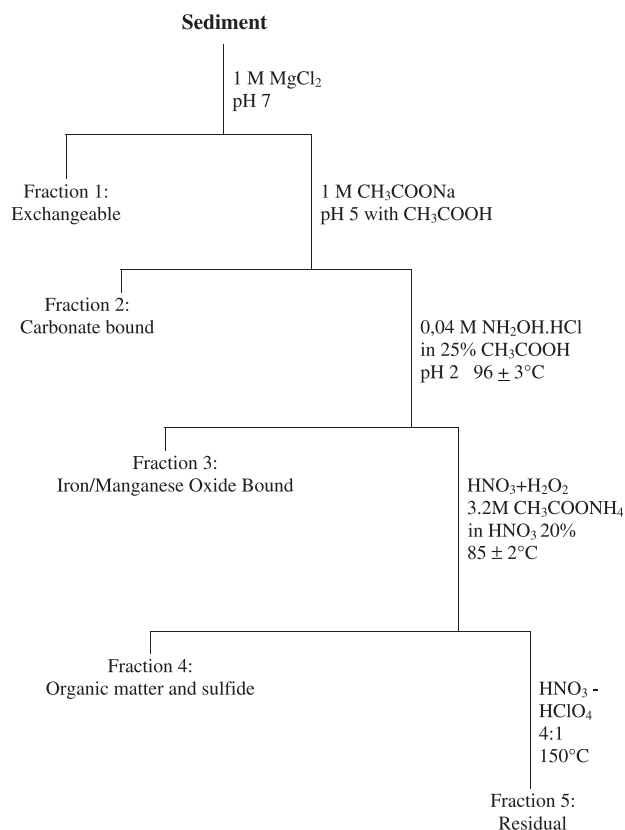 Sediment
1 M MgCl₂
pH 7
Fraction 1:
Exchangeable
1 M CH₃COONa
pH 5 with CH₃COOH
Fraction 2:
Carbonate bound
0,04 M NH₂OH.HCl
in 25% CH₃COOH
pH 2 96 ± 3°C
Fraction 3:
Iron/Manganese Oxide Bound
HNO₃+H₂O₂
3.2M CH₃COONH₄
in HNO₃ 20%
85 ± 2°C
Fraction 4:
Organic matter and sulfide
HNO₃ -
HClO₄
4:1
150°C
Fraction 5:
Residual